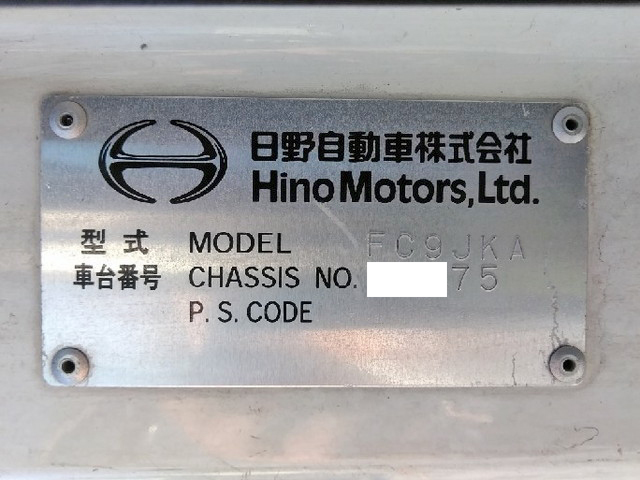 日野自動車株式会社
Hino Motors, Ltd.
型式 MODEL FC9JKA
車台番号 CHASSIS NO. 75
P.S.CODE